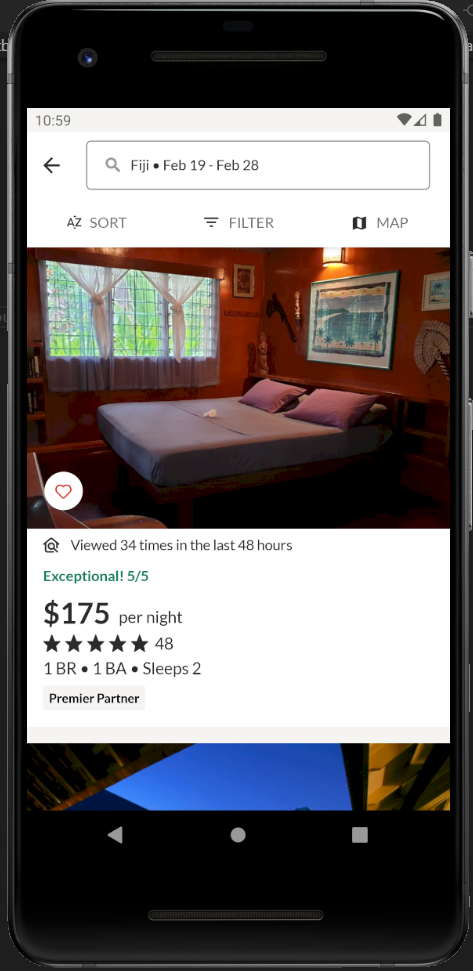 10:59
Fiji • Feb 19 - Feb 28
AZ SORT
FILTER
MAP
Viewed 34 times in the last 48 hours
Exceptional! 5/5
$175 per night
48
1 BR • 1 BA • Sleeps 2
Premier Partner